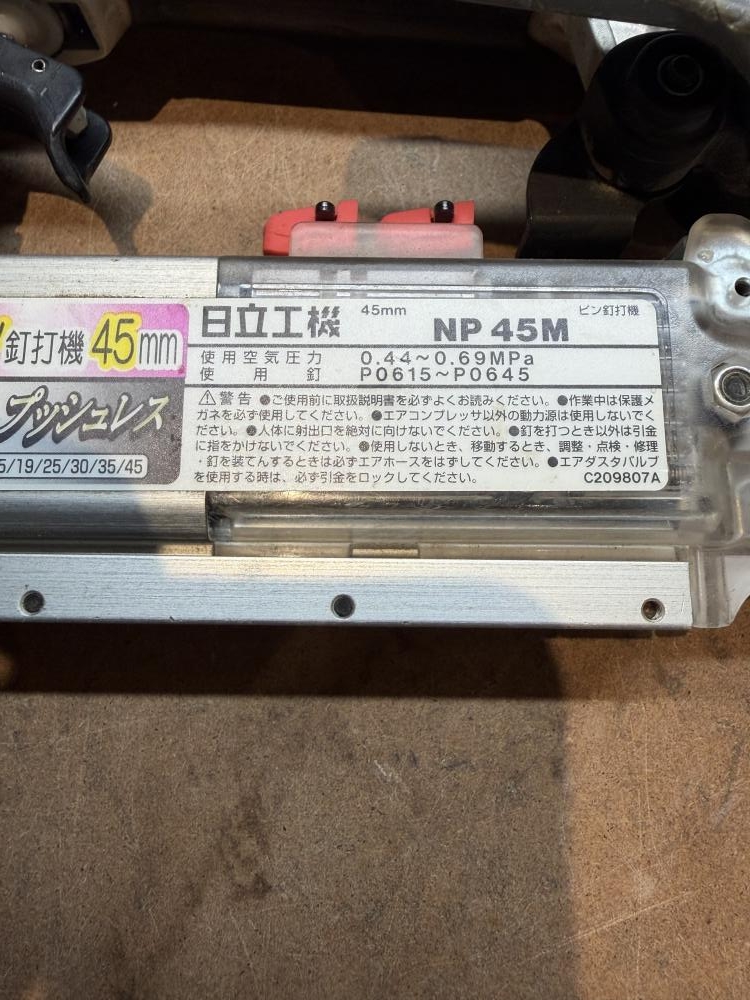 釘打機 45mm
プッシュレス
5/19/25/30/35/45
日立工機 45mm ピン釘打機
NP 45M
使用空気圧力 0.44～0.69MPa
使用釘 P0615～P0645
⚠警告 ●ご使用前に取扱説明書を必ずよくお読みください。●作業中は保護メ
ガネを必ず使用してください。●エアコンプレッサ以外の動力源は使用しないでく
ださい。●人体に射出口を絶対に向けないでください。●釘を打つとき以外は引金
に指をかけないでください。●使用しないとき、移動するとき、調整・点検・修理
・釘を装てんするときは必ずエアホースをはずしてください。●エアダスタバルブ
を使用する時は、必ず引金をロックしてください。 C209807A